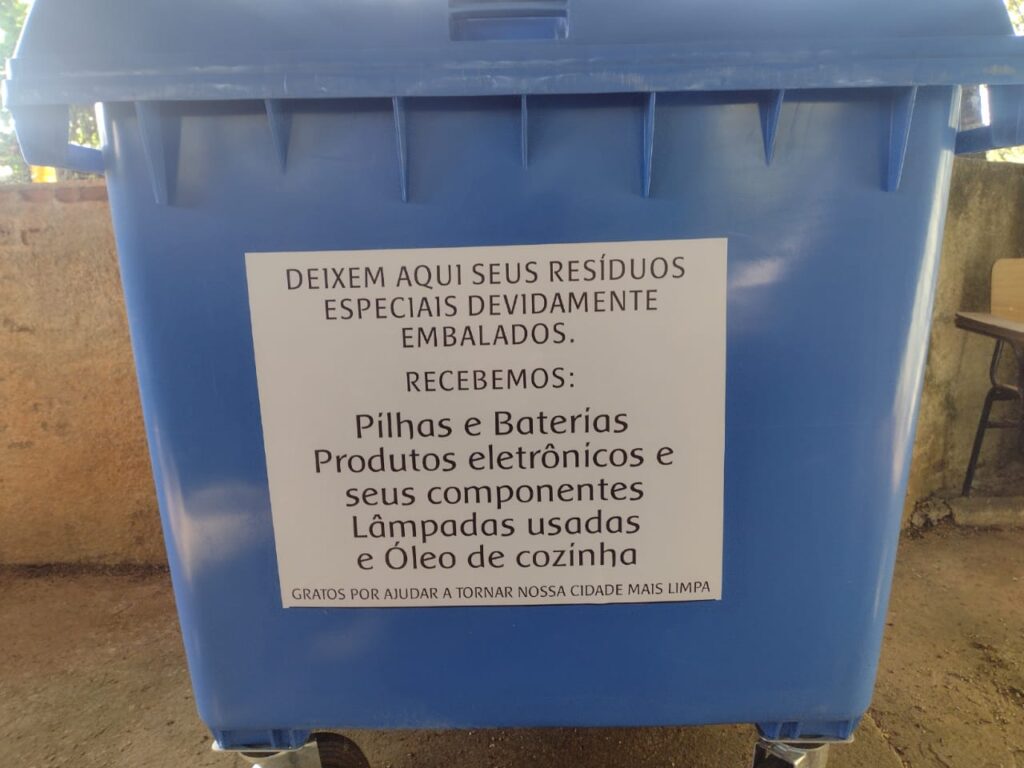 DEIXEM AQUI SEUS RESÍDUOS
ESPECIAIS DEVIDAMENTE
EMBALADOS.
RECEBEMOS:
Pilhas e Baterias
Produtos eletrônicos e
seus componentes
Lâmpadas usadas
e Óleo de cozinha
GRATOS POR AJUDAR A TORNAR NOSSA CIDADE MAIS LIMPA